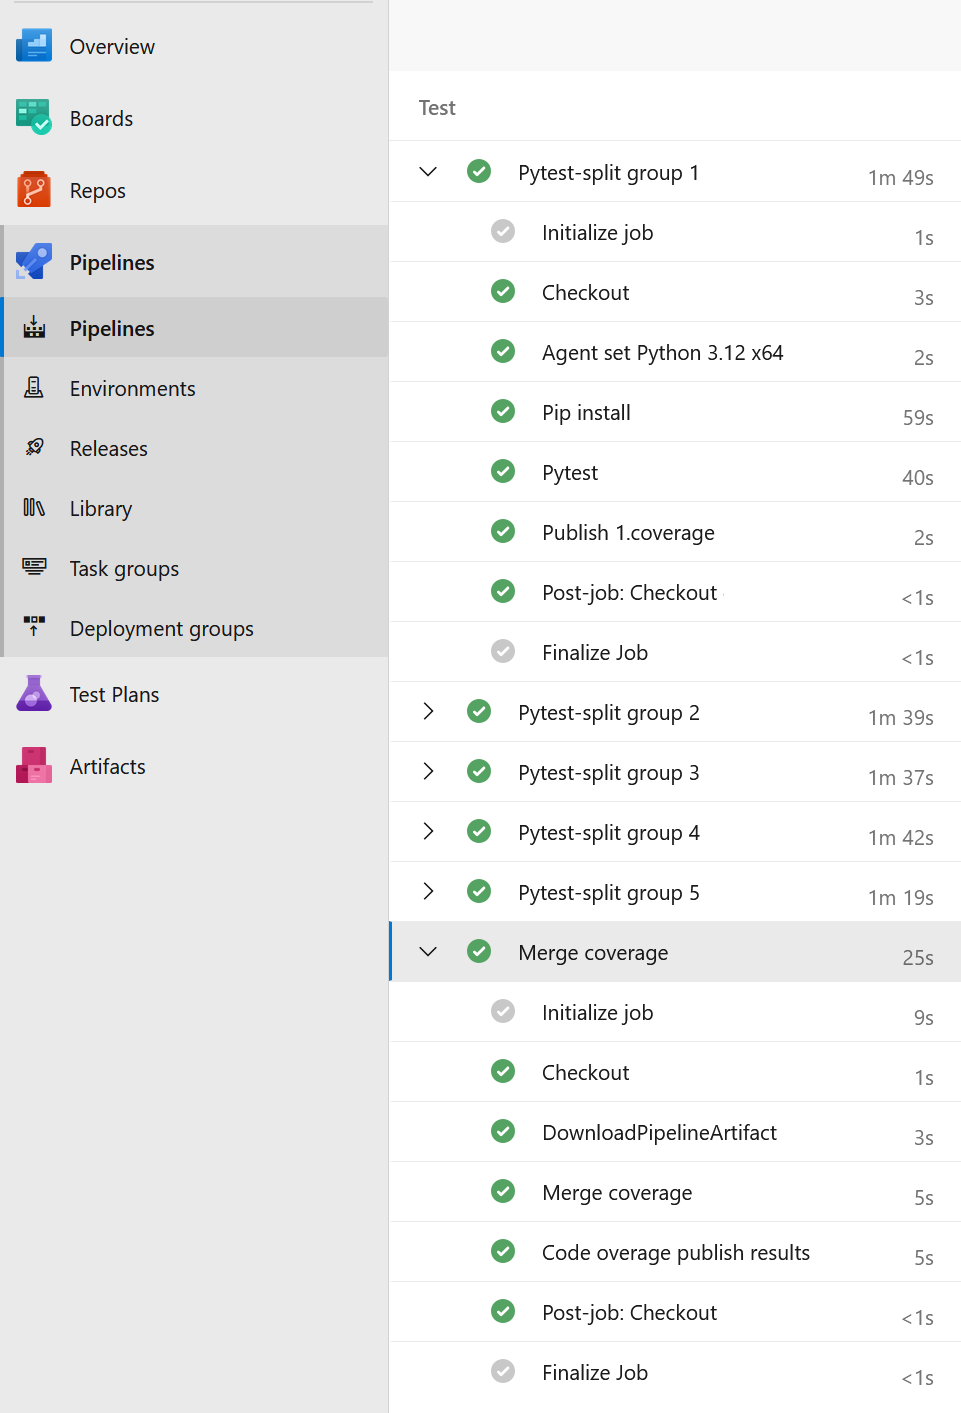 Overview
Boards
Repos
Pipelines
Pipelines
Environments
Releases
Library
Task groups
Deployment groups
Test Plans
Artifacts
Test
Pytest-split group 1 1m 49s
Initialize job 1s
Checkout 3s
Agent set Python 3.12 x64 2s
Pip install 59s
Pytest 40s
Publish 1.coverage 2s
Post-job: Checkout <1s
Finalize Job <1s
Pytest-split group 2 1m 39s
Pytest-split group 3 1m 37s
Pytest-split group 4 1m 42s
Pytest-split group 5 1m 19s
Merge coverage 25s
Initialize job 9s
Checkout 1s
DownloadPipelineArtifact 3s
Merge coverage 5s
Code overage publish results 5s
Post-job: Checkout <1s
Finalize Job <1s